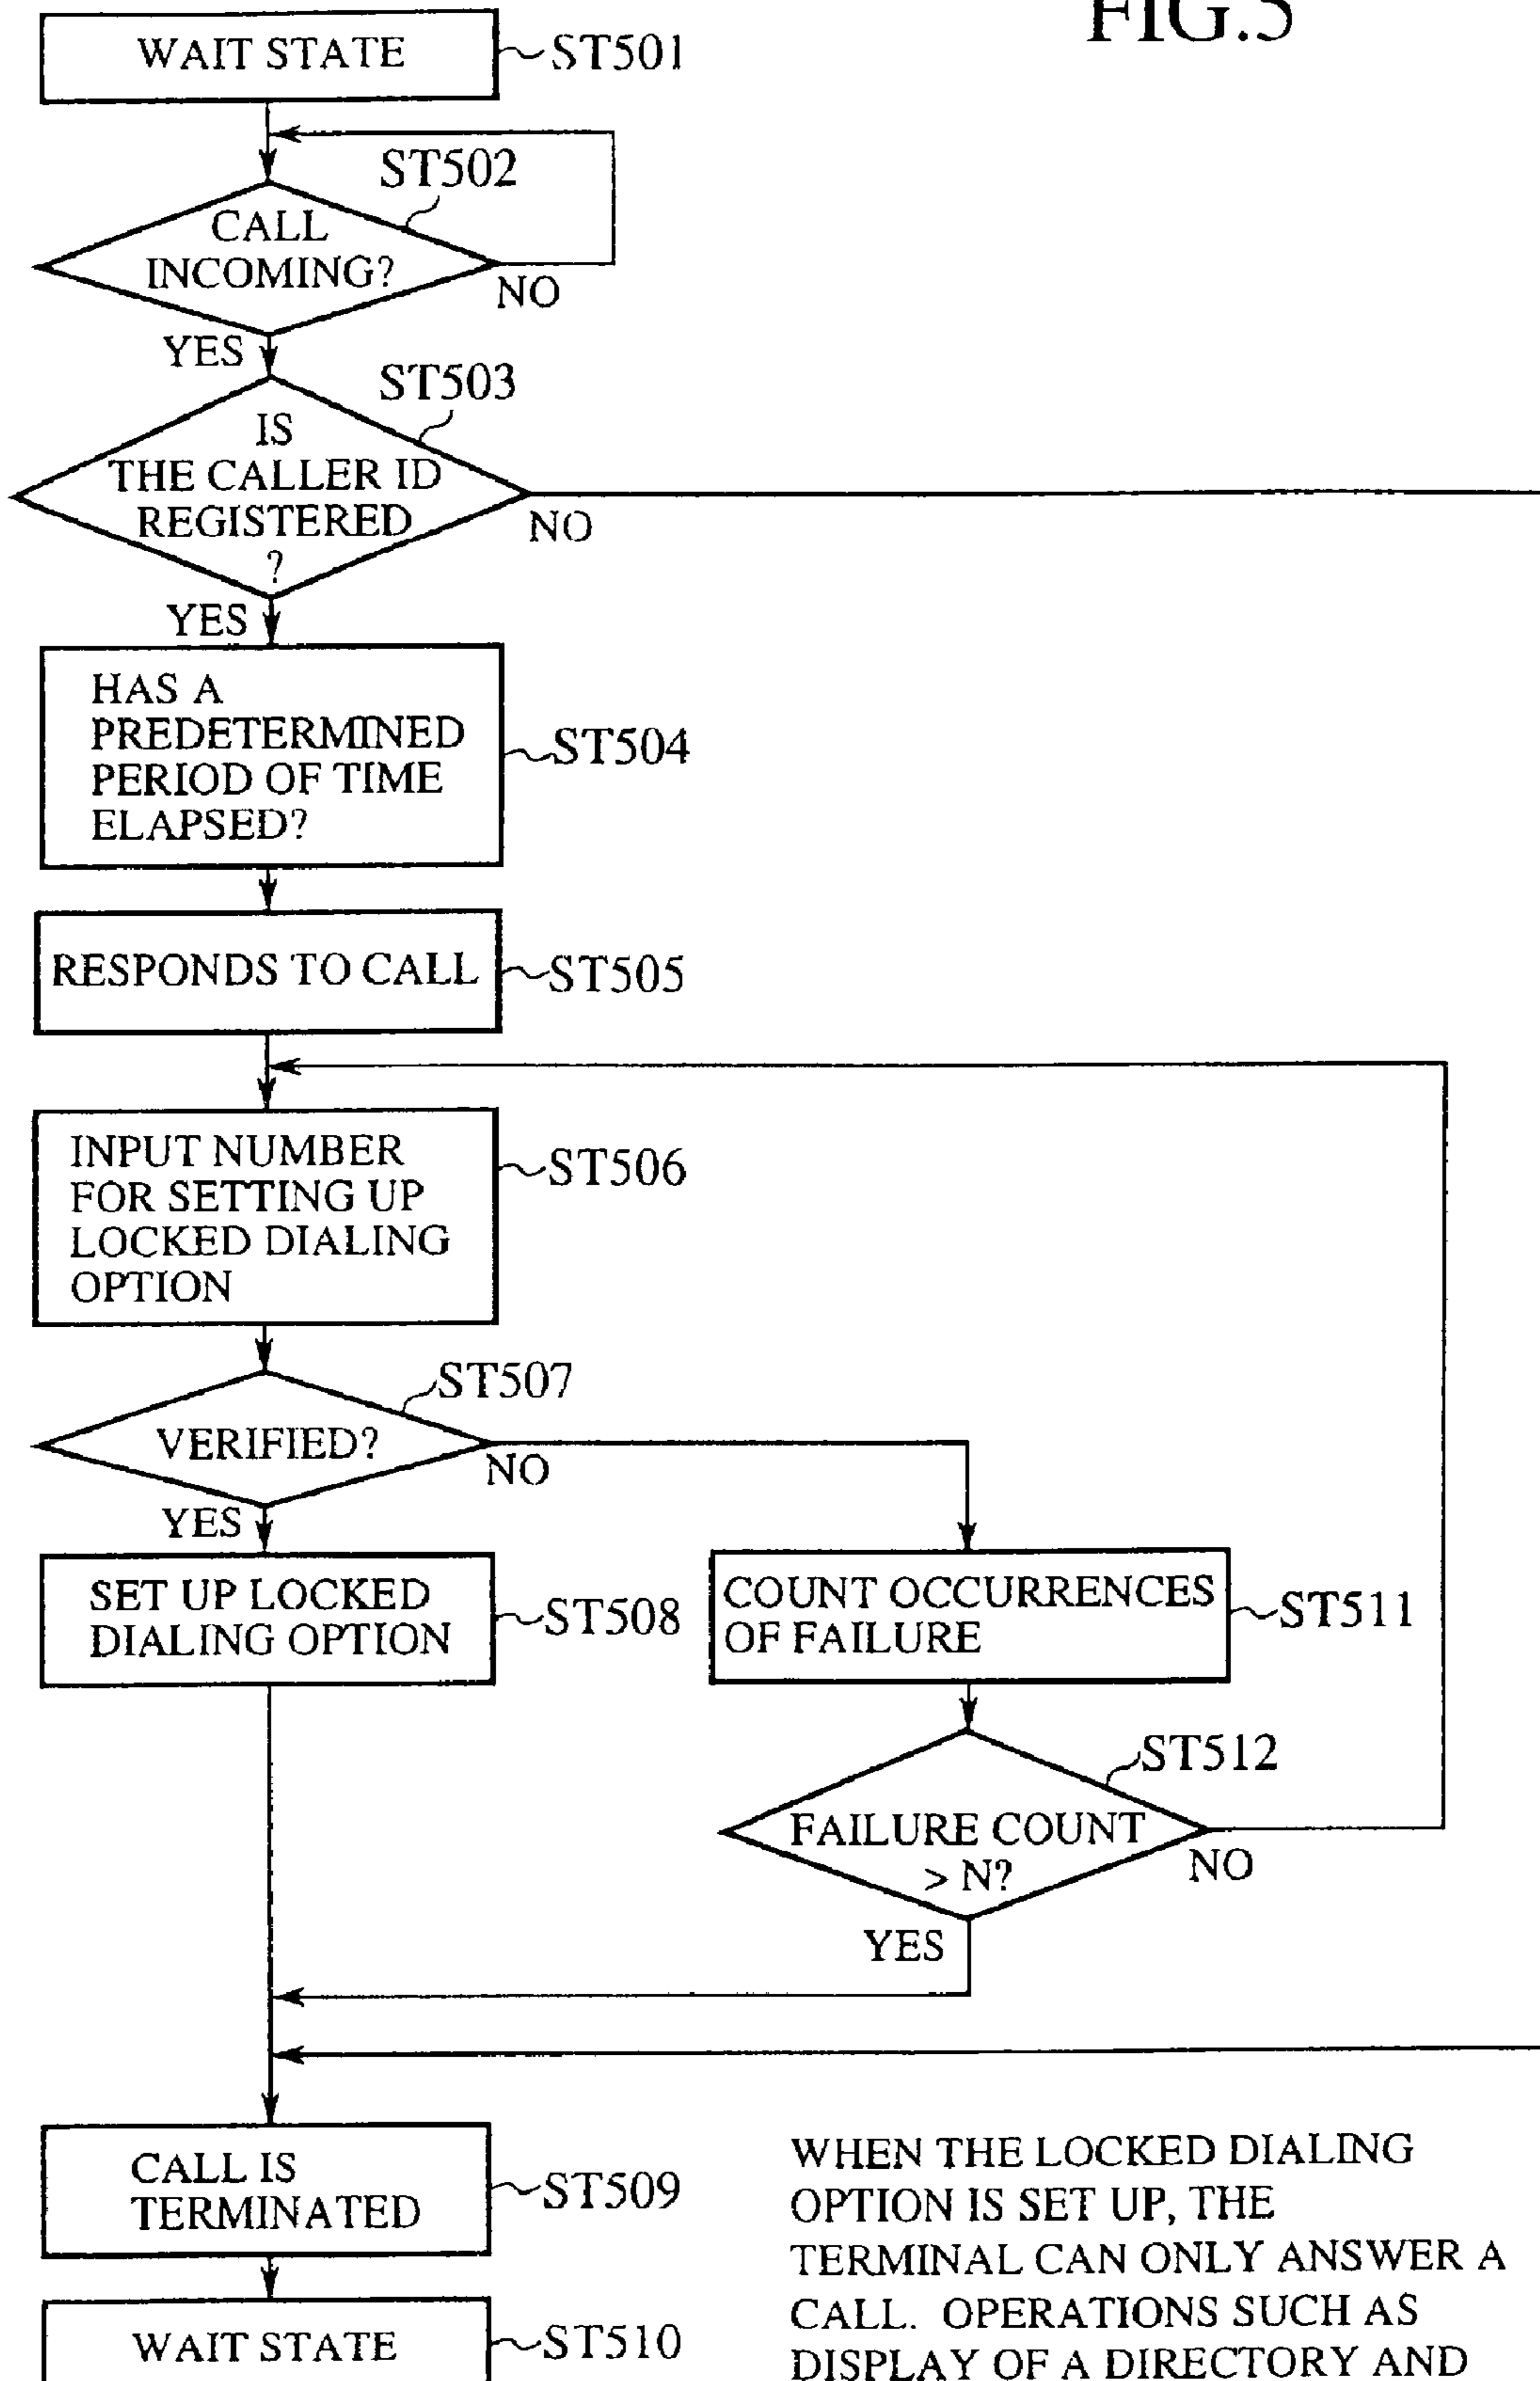 FIG.5
WAIT STATE
ST501
ST502
CALL
INCOMING?
NO
YES
ST503
IS
THE CALLER ID
REGISTERED
?
NO
YES
HAS A
PREDETERMINED
PERIOD OF TIME
ELAPSED?
ST504
RESPONDS TO CALL
ST505
INPUT NUMBER
FOR SETTING UP
LOCKED DIALING
OPTION
ST506
ST507
VERIFIED?
NO
YES
SET UP LOCKED
DIALING OPTION
ST508
COUNT OCCURRENCES
OF FAILURE
ST511
ST512
FAILURE COUNT
> N?
NO
YES
CALL IS
TERMINATED
ST509
WAIT STATE
ST510
WHEN THE LOCKED DIALING
OPTION IS SET UP, THE
TERMINAL CAN ONLY ANSWER A
CALL. OPERATIONS SUCH AS
DISPLAY OF A DIRECTORY AND